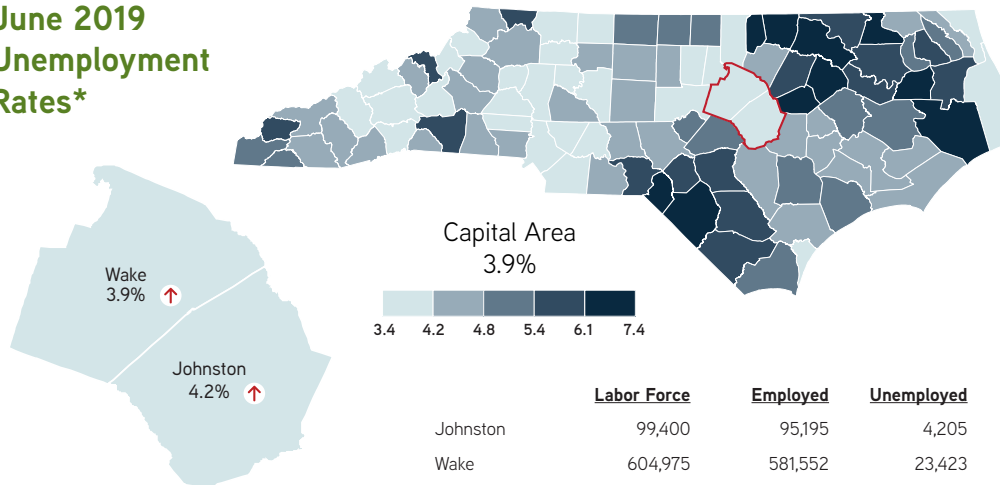 June 2019
Unemployment
Rates*
Capital Area
3.9%
3.4 4.2 4.8 5.4 6.1 7.4
Wake
3.9%
Johnston
4.2%
Labor Force Employed Unemployed
Johnston 99,400 95,195 4,205
Wake 604,975 581,552 23,423